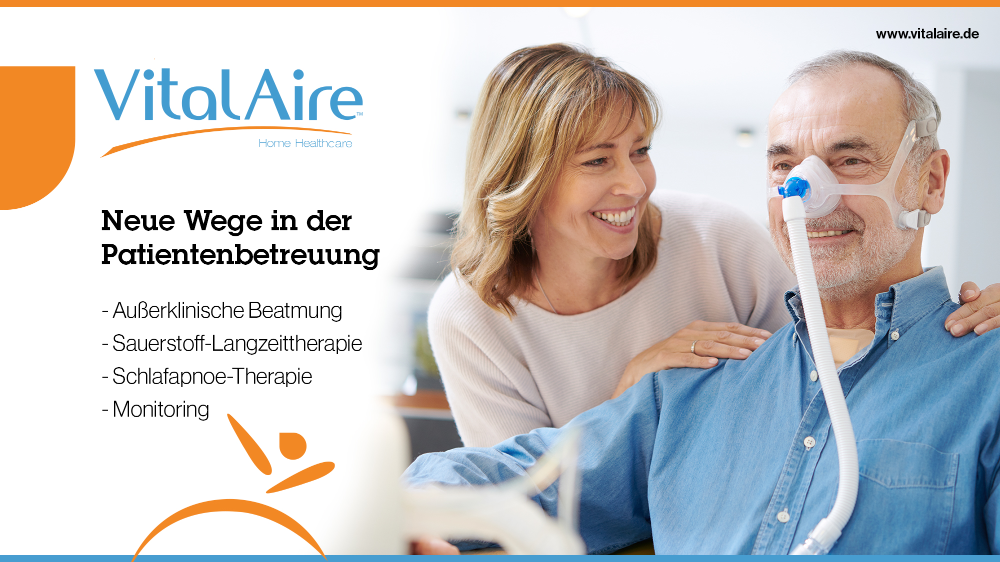 www.vitalaire.de
VitalAire™
Home Healthcare
Neue Wege in der
Patientenbetreuung
- Außerklinische Beatmung
- Sauerstoff-Langzeittherapie
- Schlafapnoe-Therapie
- Monitoring